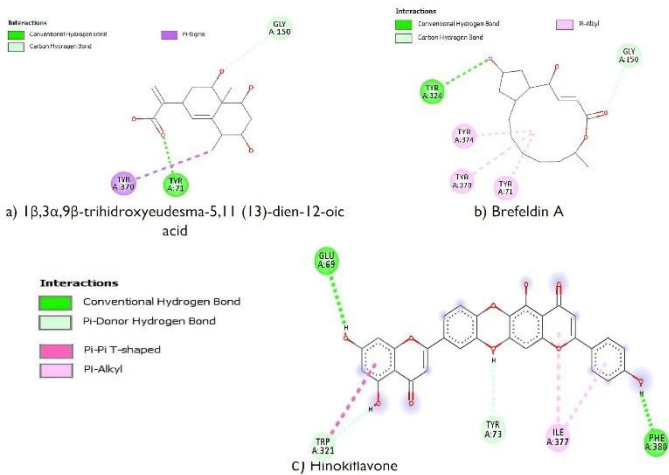 Interactions
Conventional Hydrogen Bond
Carbon Hydrogen Bond
Pi-Sigma
GLY
A:150
TYR
A:370
TYR
A:71
a) 1β,3α,9β-trihidroxyeudesma-5,11 (13)-dien-12-oic
acid
Interactions
Conventional Hydrogen Bond
Carbon Hydrogen Bond
Pi-Alkyl
GLY
A:150
TYR
A:324
TYR
A:374
TYR
A:370
TYR
A:71
b) Brefeldin A
Interactions
Conventional Hydrogen Bond
Pi-Donor Hydrogen Bond
Pi-Pi T-shaped
Pi-Alkyl
GLU
A:69
TRP
A:321
TYR
A:73
ILE
A:377
PHE
A:380
C) Hinokiflavone